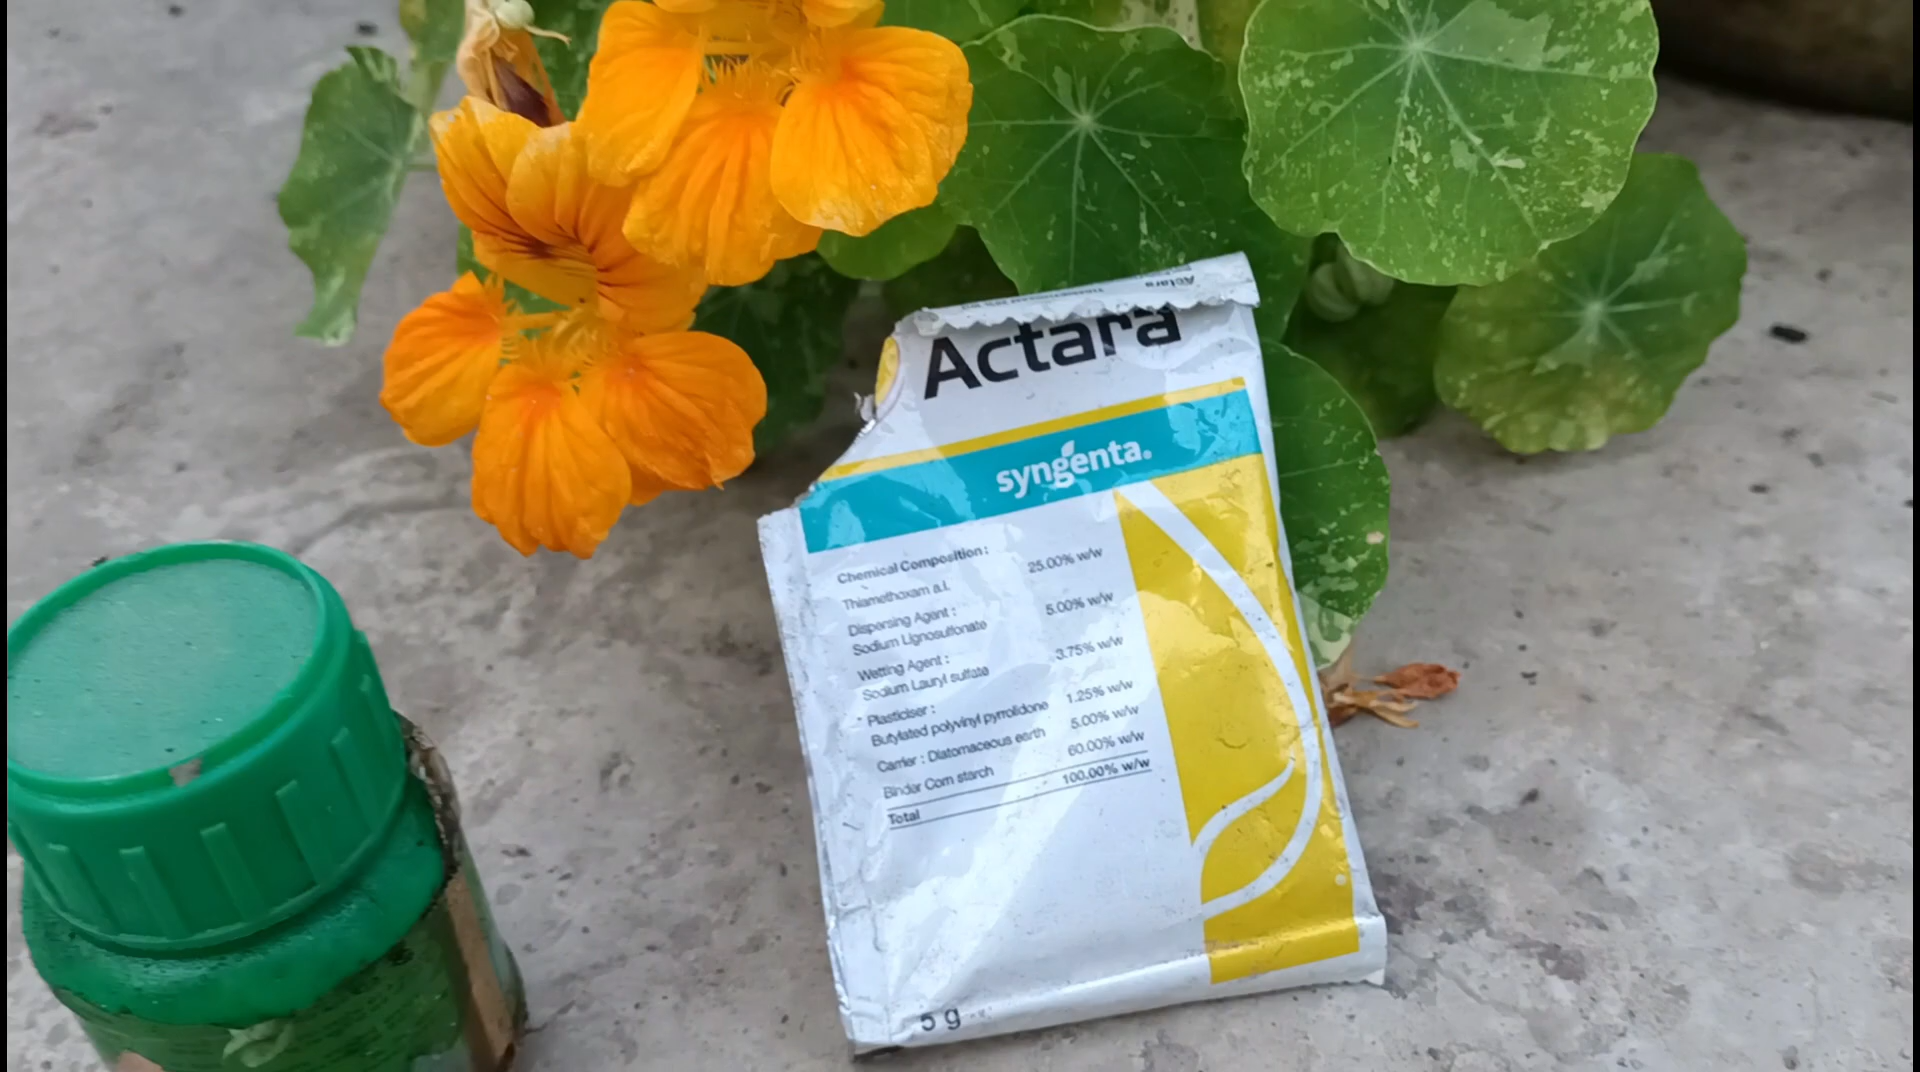 Actara
Actara
syngenta.
Chemical Composition:
Thiamethoxam a.i. 25.00% w/w
Dispersing Agent :
Sodium Lignosulfonate 5.00% w/w
Wetting Agent :
Sodium Lauryl sulfate 3.75% w/w
Plasticiser :
Butylated polyvinyl pyrrolidone 1.25% w/w
Carrier : Diatomaceous earth 5.00% w/w
Binder Corn starch 60.00% w/w
Total 100.00% w/w
5 g